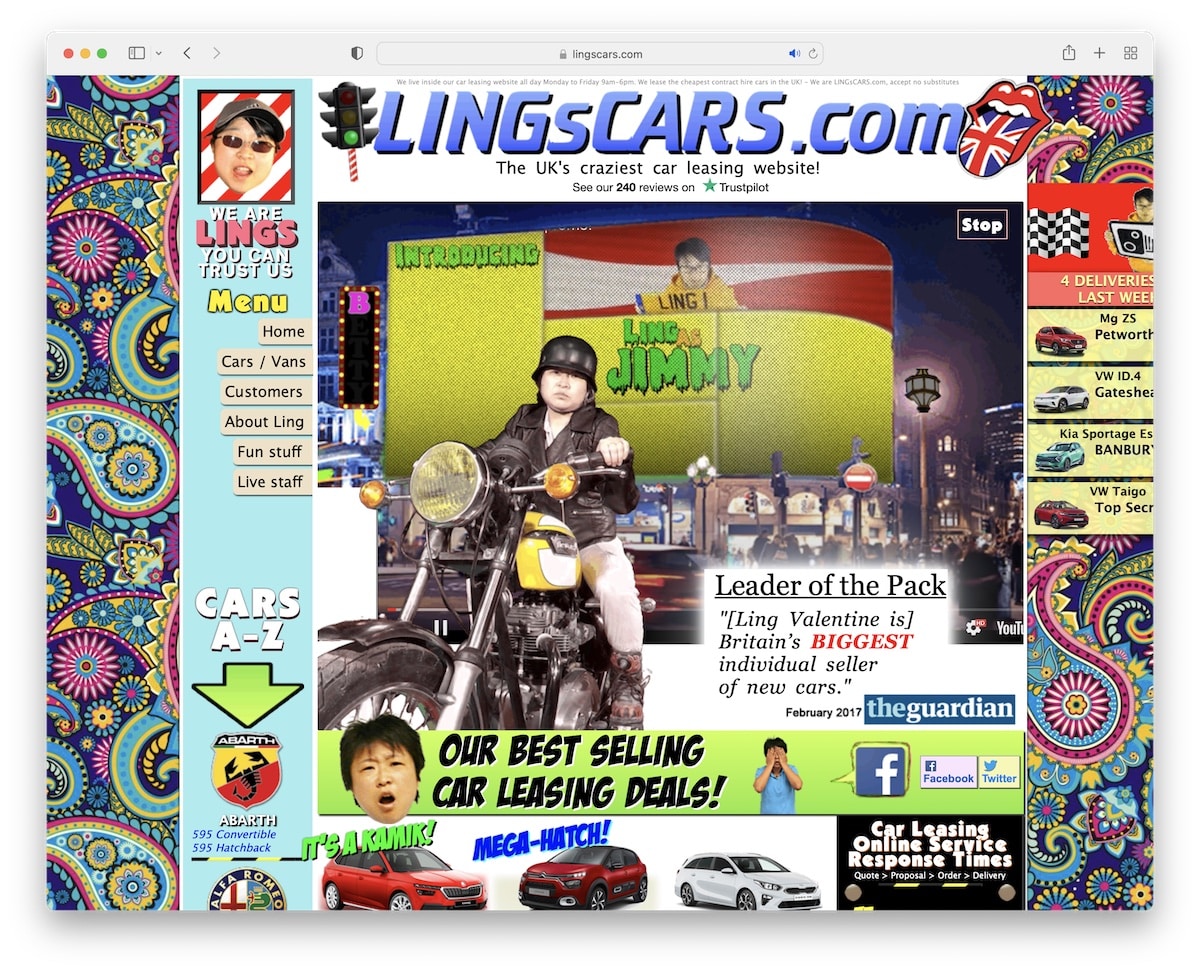 lingscars.com
We live inside our car leasing website all day Monday to Friday 9am-6pm. We lease the cheapest contract hire cars in the UK! - We are LINGsCARS.com, accept no substitutes
LINGsCARS.com
The UK's craziest car leasing website!
See our 240 reviews on Trustpilot
WE ARE
LINGS
YOU CAN
TRUST US
Menu
Home
Cars / Vans
Customers
About Ling
Fun stuff
Live staff
CARS
A-Z
ABARTH
ABARTH
595 Convertible
595 Hatchback
ALFA ROMEO
Stop
INTRODUCING
LING 1
LING AS
JIMMY
BETTY
Leader of the Pack
"[Ling Valentine is]
Britain's BIGGEST
individual seller
of new cars."
February 2017 theguardian
HD
YouT
4 DELIVERIES
LAST WEE
Mg ZS
Petworth
VW ID.4
Gateshea
Kia Sportage Es
BANBURY
VW Taigo
Top Secr
OUR BEST SELLING
CAR LEASING DEALS!
Facebook
Twitter
IT'S A KAMIK!
MEGA-HATCH!
Car Leasing
Online Service
Response Times
Quote > Proposal > Order > Delivery